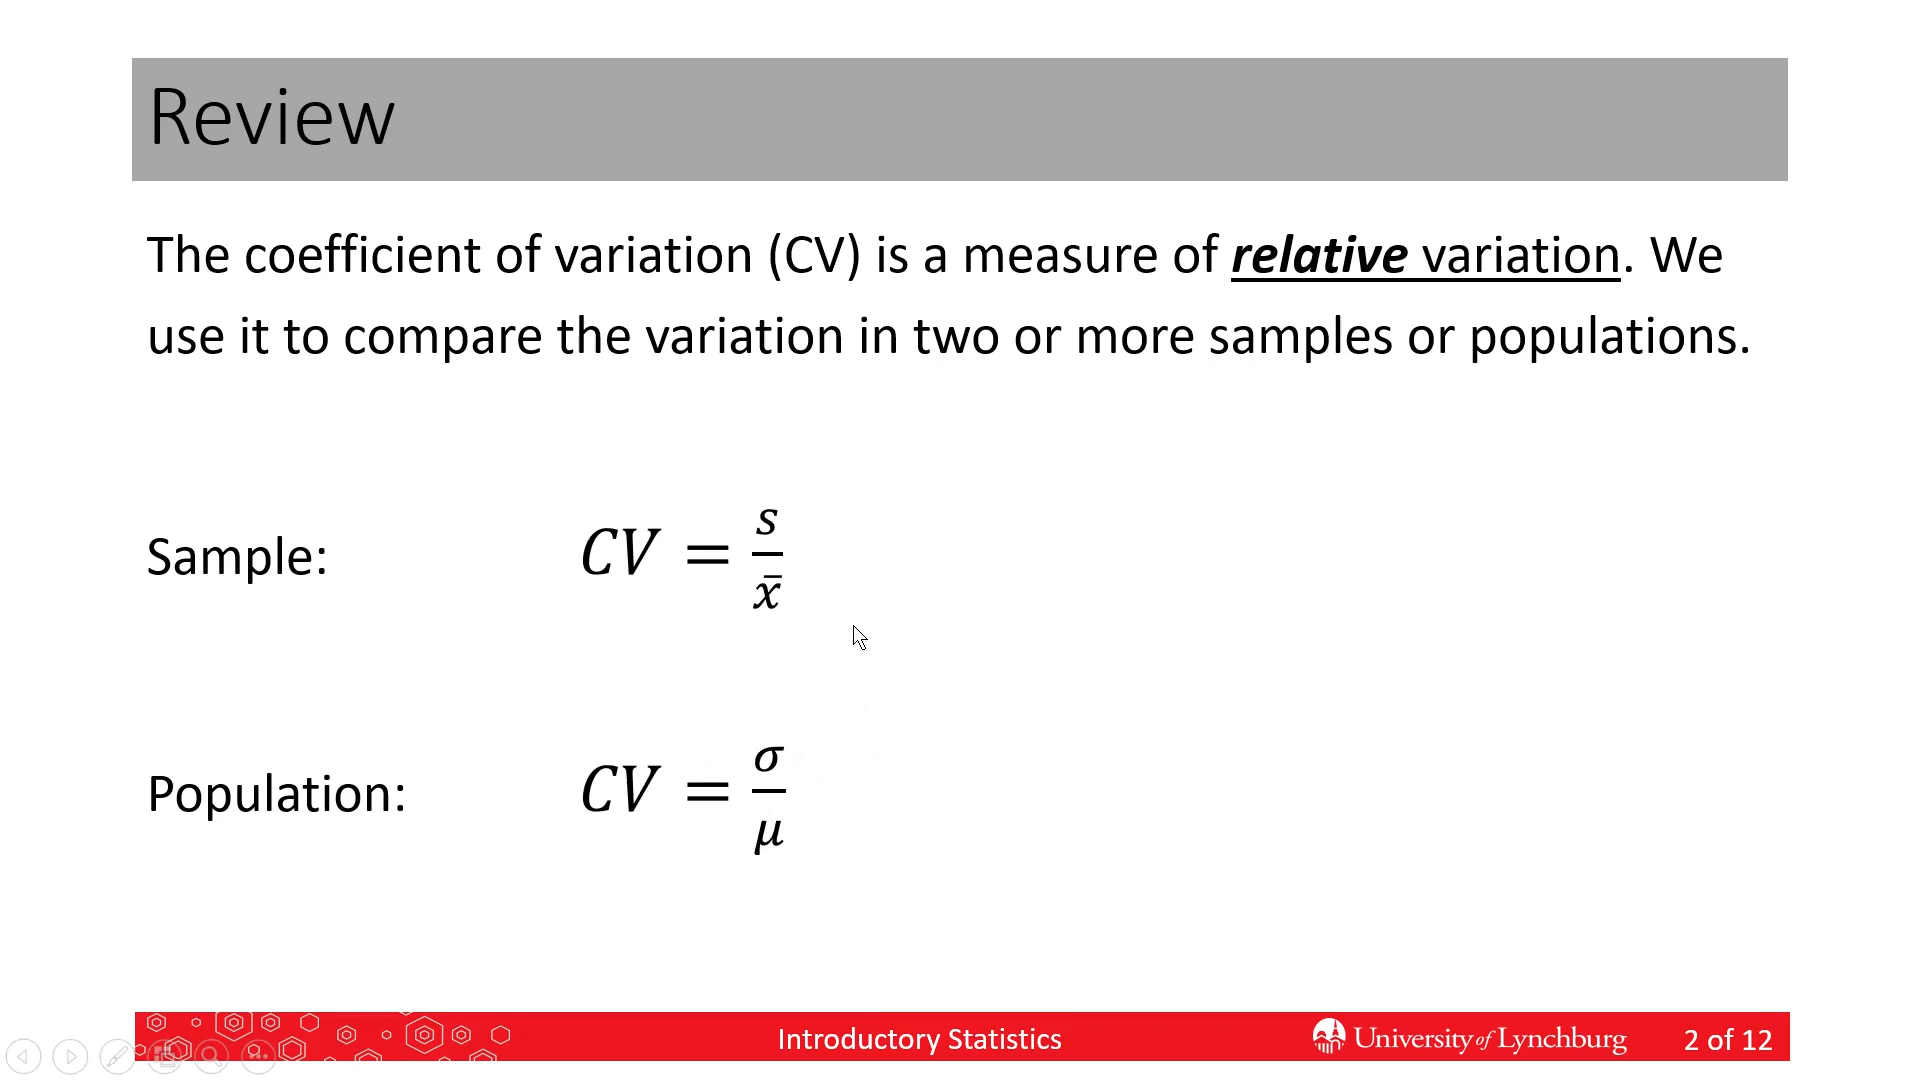 Review
The coefficient of variation (CV) is a measure of relative variation. We
use it to compare the variation in two or more samples or populations.
Sample: CV = s/x̄
Population: CV = σ/μ
Introductory Statistics University of Lynchburg 2 of 12